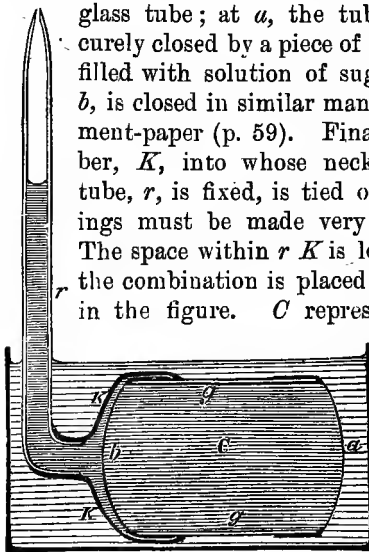 glass tube; at a, the tub
curely closed by a piece of
filled with solution of sug
b, is closed in similar man
ment-paper (p. 59). Fina
ber, K, into whose neck
tube, r, is fixed, is tied o
ings must be made very
The space within r K is l
the combination is placed
in the figure. C repres
r
K
g
b
C
a
K
g